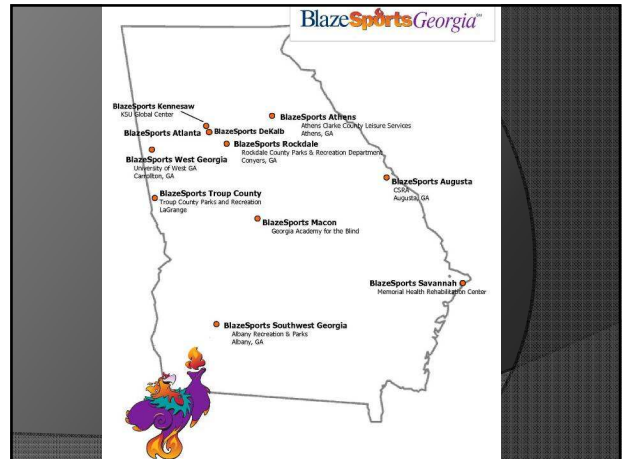 BlazeSportsGeorgia℠
BlazeSports Kennesaw
KSU Global Center
BlazeSports Athens
Athens Clarke County Leisure Services
Athens, GA
BlazeSports Atlanta
BlazeSports DeKalb
BlazeSports Rockdale
Rockdale County Parks & Recreation Department
Conyers, GA
BlazeSports West Georgia
University of West GA
Carrollton, GA
BlazeSports Augusta
CSRA
Augusta, GA
BlazeSports Troup County
Troup County Parks and Recreation
LaGrange
BlazeSports Macon
Georgia Academy for the Blind
BlazeSports Savannah
Memorial Health Rehabilitation Center
BlazeSports Southwest Georgia
Albany Recreation & Parks
Albany, GA